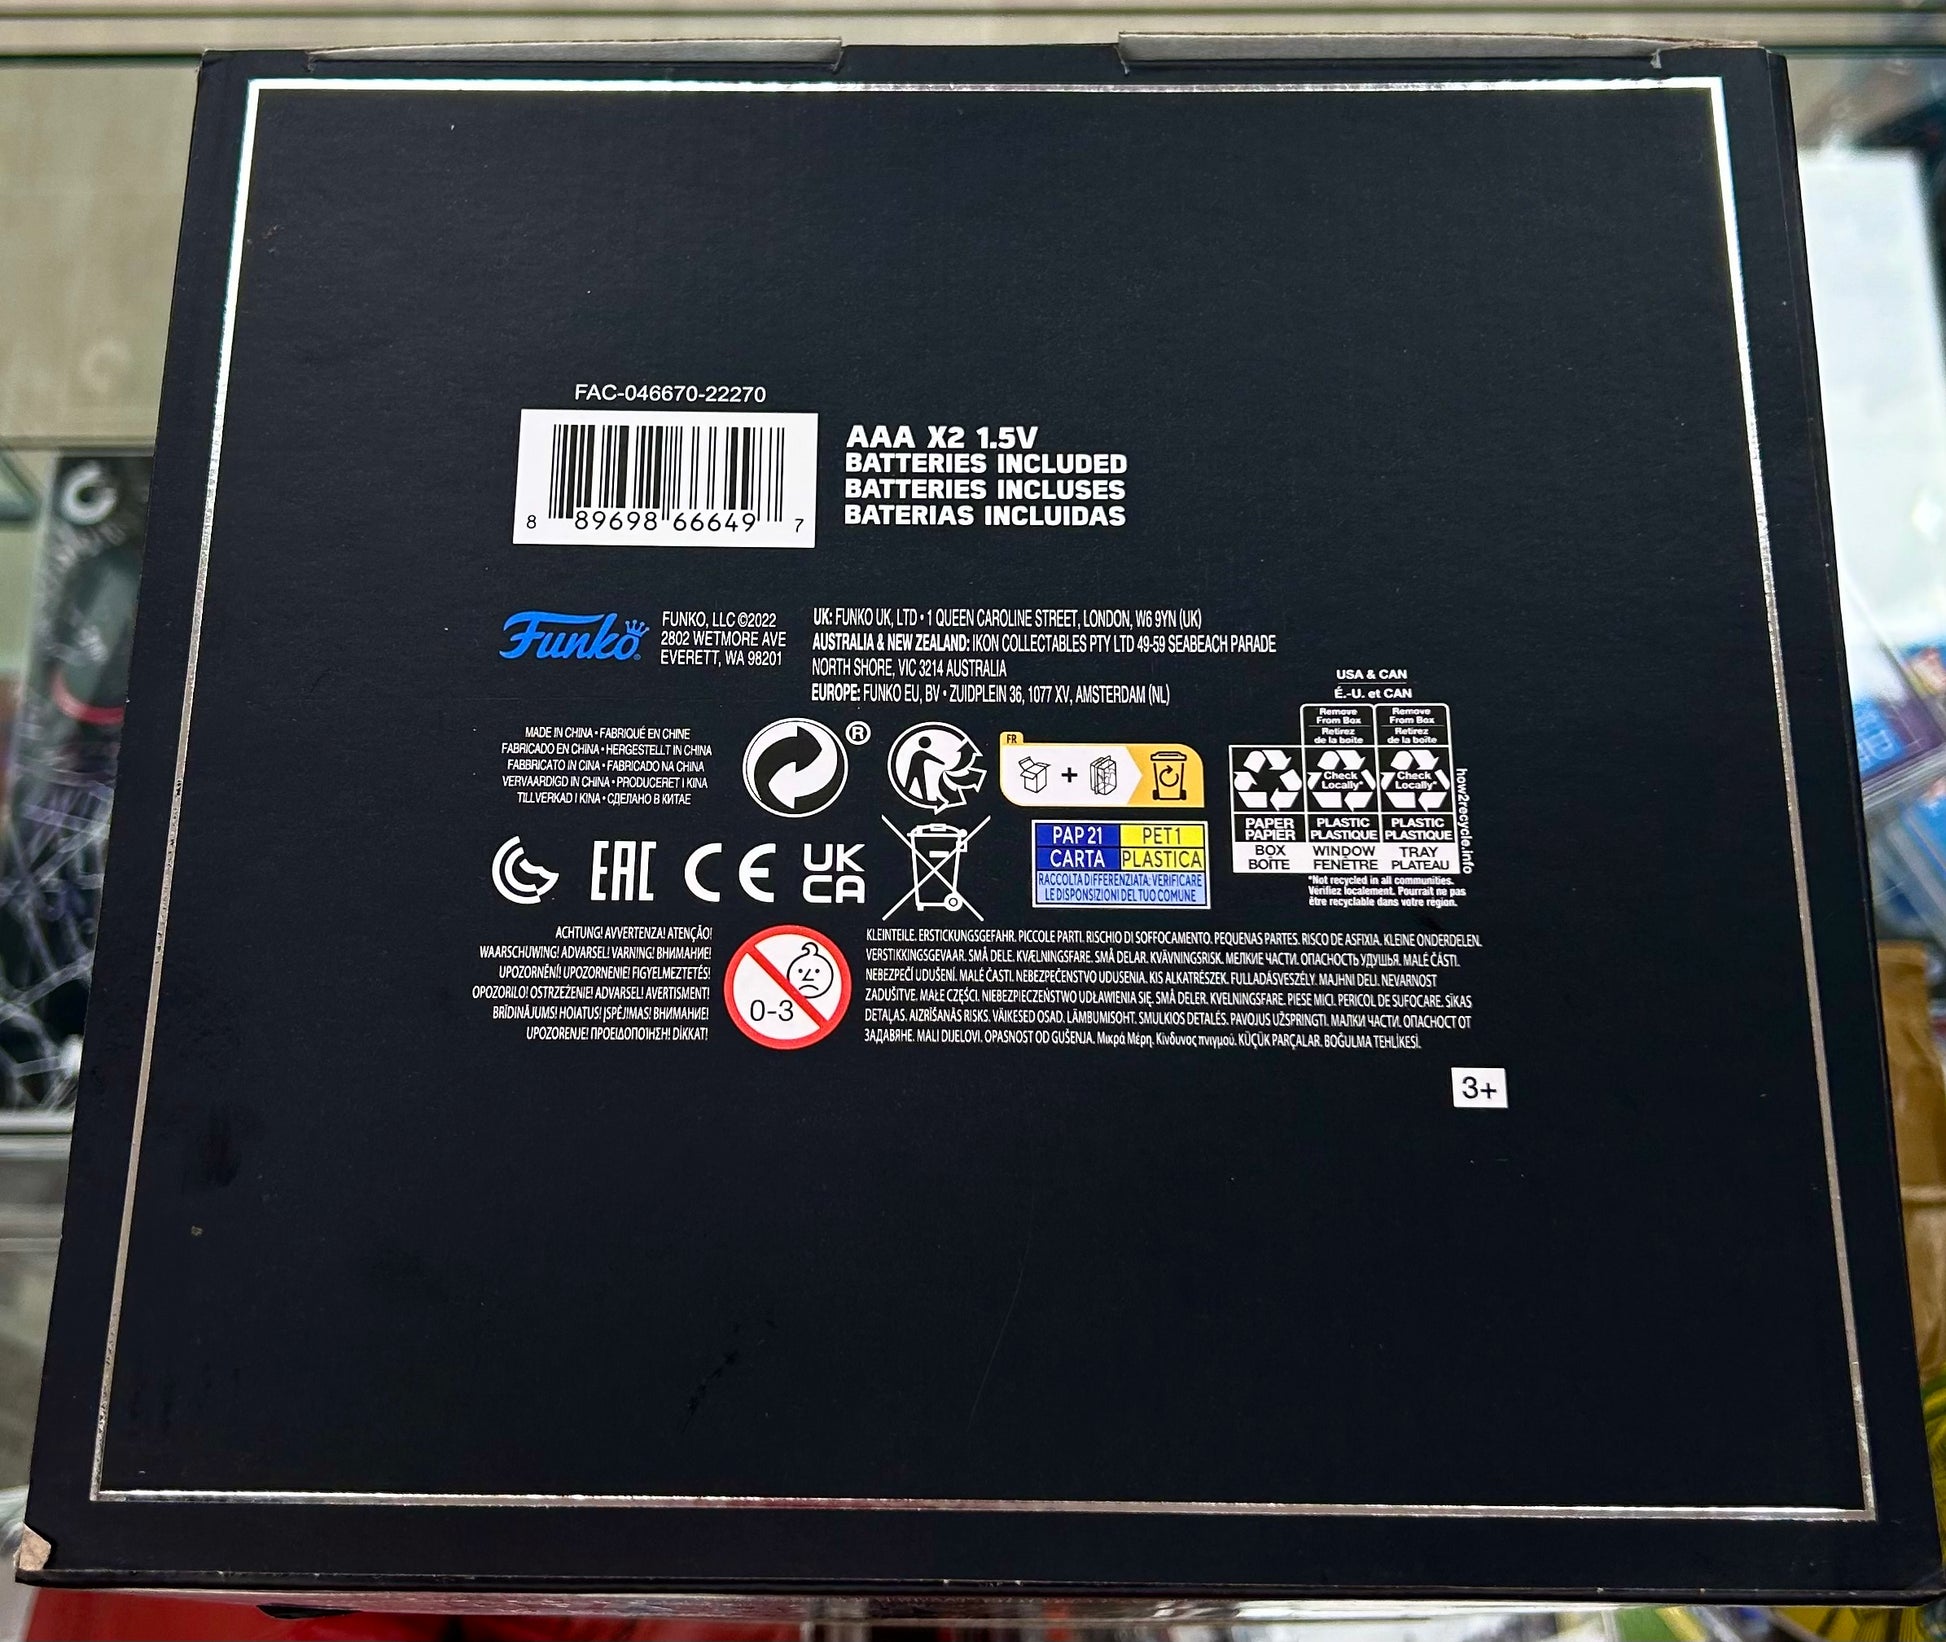 FAC-046670-22270
8 89698 66649 7
AAA X2 1.5V
BATTERIES INCLUDED
BATTERIES INCLUSES
BATERIAS INCLUIDAS
Funko
FUNKO, LLC ©2022
2802 WETMORE AVE
EVERETT, WA 98201
UK: FUNKO UK, LTD • 1 QUEEN CAROLINE STREET, LONDON, W6 9YN (UK)
AUSTRALIA & NEW ZEALAND: IKON COLLECTABLES PTY LTD 49-59 SEABEACH PARADE
NORTH SHORE, VIC 3214 AUSTRALIA
EUROPE: FUNKO EU, BV • ZUIDPLEIN 36, 1077 XV, AMSTERDAM (NL)
MADE IN CHINA • FABRIQUÉ EN CHINE
FABRICADO EN CHINA • HERGESTELLT IN CHINA
FABBRICATO IN CINA • FABRICADO NA CHINA
VERVAARDIGD IN CHINA • PRODUCERET I KINA
TILLVERKAD I KINA • СДЕЛАНО В КИТАЕ
®
FR
+
USA & CAN
É.-U. et CAN
Remove
From Box
Retirez
de la boîte
Remove
From Box
Retirez
de la boîte
Check
Locally*
Check
Locally*
PAPER
PAPIER
PLASTIC
PLASTIQUE
PLASTIC
PLASTIQUE
BOX
BOÎTE
WINDOW
FENÊTRE
TRAY
PLATEAU
how2recycle.info
*Not recycled in all communities.
Vérifiez localement. Pourrait ne pas
être recyclable dans votre région.
EAC
CE
UK
CA
PAP 21
PET 1
CARTA
PLASTICA
RACCOLTA DIFFERENZIATA: VERIFICARE
LE DISPONSIZIONI DEL TUO COMUNE
ACHTUNG! AVVERTENZA! ATENÇÃO!
WAARSCHUWING! ADVARSEL! VARNING! ВНИМАНИЕ!
UPOZORNĚNÍ! UPOZORNENIE! FIGYELMEZTETÉS!
OPOZORILO! OSTRZEŻENIE! ADVARSEL! AVERTISMENT!
BRĪDINĀJUMS! HOIATUS! ĮSPĖJIMAS! ВНИМАНИЕ!
UPOZORENJE! ΠΡΟΕΙΔΟΠΟΙΗΣΗ! DİKKAT!
0-3
KLEINTEILE. ERSTICKUNGSGEFAHR. PICCOLE PARTI. RISCHIO DI SOFFOCAMENTO. PEQUENAS PARTES. RISCO DE ASFIXIA. KLEINE ONDERDELEN.
VERSTIKKINGSGEVAAR. SMÅ DELE. KVÆLNINGSFARE. SMÅ DELAR. KVÄVNINGSRISK. МЕЛКИЕ ЧАСТИ. ОПАСНОСТЬ УДУШЬЯ. MALÉ ČÁSTI.
NEBEZPEČÍ UDUŠENÍ. MALÉ ČASTI. NEBEZPEČENSTVO UDUSENIA. KIS ALKATRÉSZEK. FULLADÁSVESZÉLY. MAJHNI DELI. NEVARNOST
ZADUŠITVE. MAŁE CZĘŚCI. NIEBEZPIECZEŃSTWO UDŁAWIENIA SIĘ. SMÅ DELER. KVELNINGSFARE. PIESE MICI. PERICOL DE SUFOCARE. SĪKAS
DETAĻAS. AIZRĪŠANĀS RISKS. VÄIKESED OSAD. LÄMBUMISOHT. SMULKIOS DETALĖS. PAVOJUS UŽSPRINGTI. МАЛКИ ЧАСТИ. ОПАСНОСТ ОТ
ЗАДАВЯНЕ. MALI DIJELOVI. OPASNOST OD GUŠENJA. Μικρά Μέρη. Κίνδυνος πνιγμού. KÜÇÜK PARÇALAR. BOĞULMA TEHLİKESİ.
3+